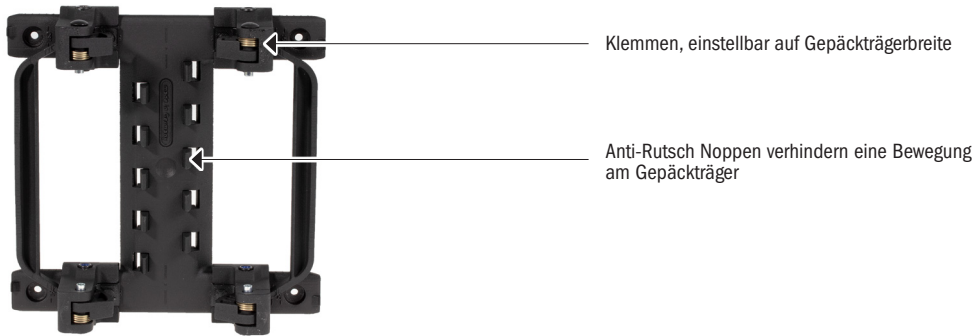 Klemmen, einstellbar auf Gepäckträgerbreite
Anti-Rutsch Noppen verhindern eine Bewegung
am Gepäckträger